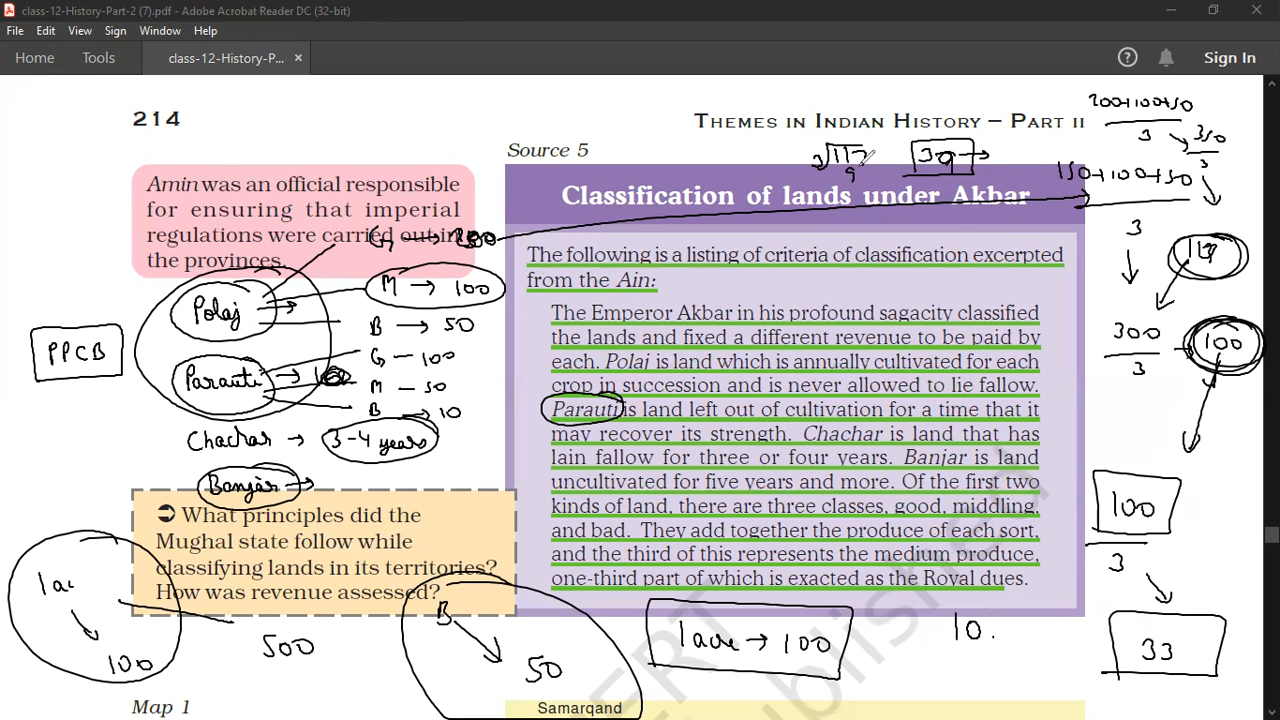 class-12-History-Part-2 (7).pdf - Adobe Acrobat Reader DC (32-bit)
File Edit View Sign Window Help
Home Tools class-12-History-P... × Sign In
214
THEMES IN INDIAN HISTORY – PART II
200+100+50
3
350
3
Source 5
39
150+100+50
3
Amin was an official responsible
for ensuring that imperial
regulations were carried out in
the provinces.
Classification of lands under Akbar
The following is a listing of criteria of classification excerpted
from the Ain:
The Emperor Akbar in his profound sagacity classified
the lands and fixed a different revenue to be paid by
each. Polaj is land which is annually cultivated for each
crop in succession and is never allowed to lie fallow.
Parauti is land left out of cultivation for a time that it
may recover its strength. Chachar is land that has
lain fallow for three or four years. Banjar is land
uncultivated for five years and more. Of the first two
kinds of land, there are three classes, good, middling,
and bad. They add together the produce of each sort,
and the third of this represents the medium produce,
one-third part of which is exacted as the Royal dues.
G →
Polaj M → 100
B → 50
PPCB
Parauti → G – 100
M – 50
B → 10
Chachar → 3-4 years
Banjar →
300
3
100
100
3
33
➲ What principles did the
Mughal state follow while
classifying lands in its territories?
How was revenue assessed?
100
500
B
50
1 acre → 100
10.
Map 1
Samarqand